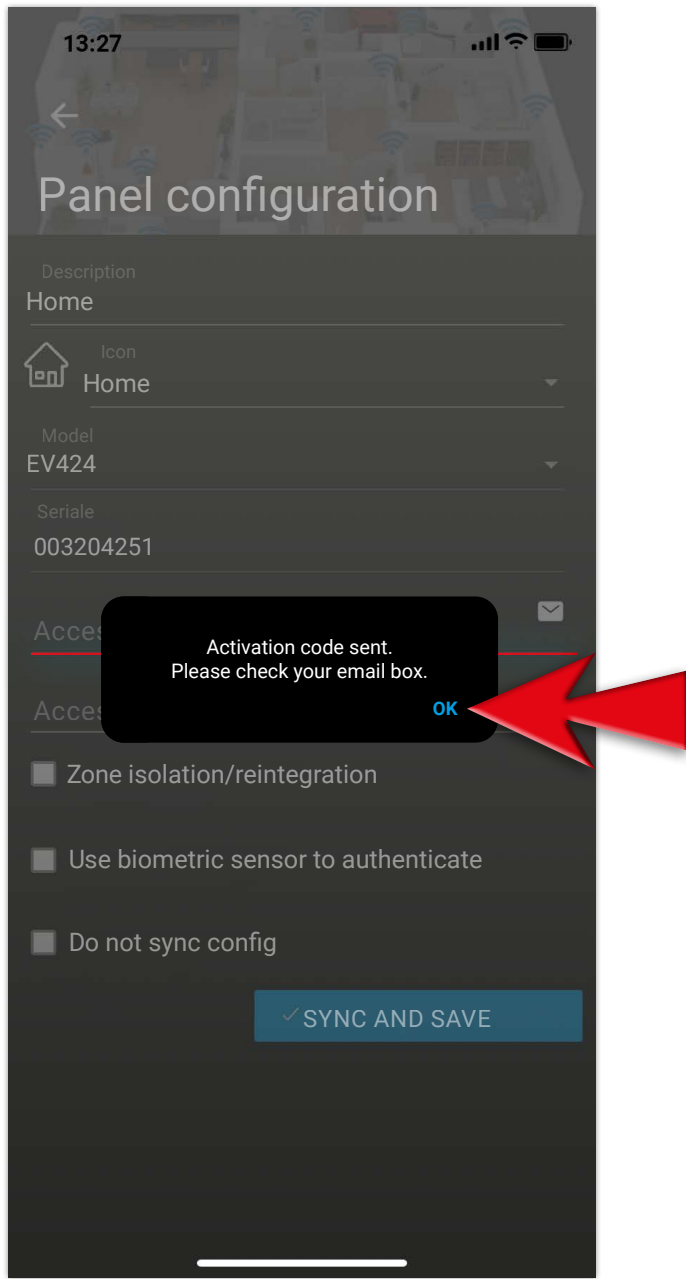 13:27
Panel configuration
Description
Home
Icon
Home
Model
EV424
Seriale
003204251
Activation code sent.
Please check your email box.
OK
Zone isolation/reintegration
Use biometric sensor to authenticate
Do not sync config
SYNC AND SAVE